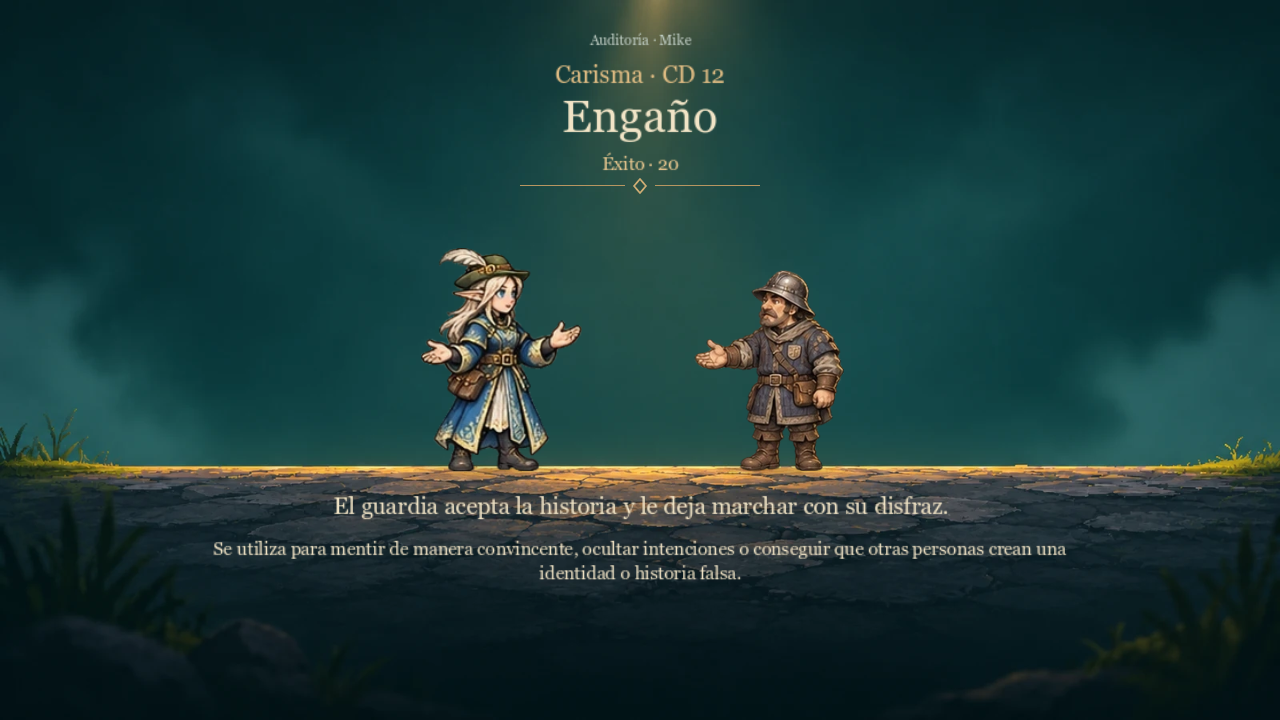 Auditoría · Mike
Carisma · CD 12
Engaño
Éxito · 20
El guardia acepta la historia y le deja marchar con su disfraz.
Se utiliza para mentir de manera convincente, ocultar intenciones o conseguir que otras personas crean una
identidad o historia falsa.